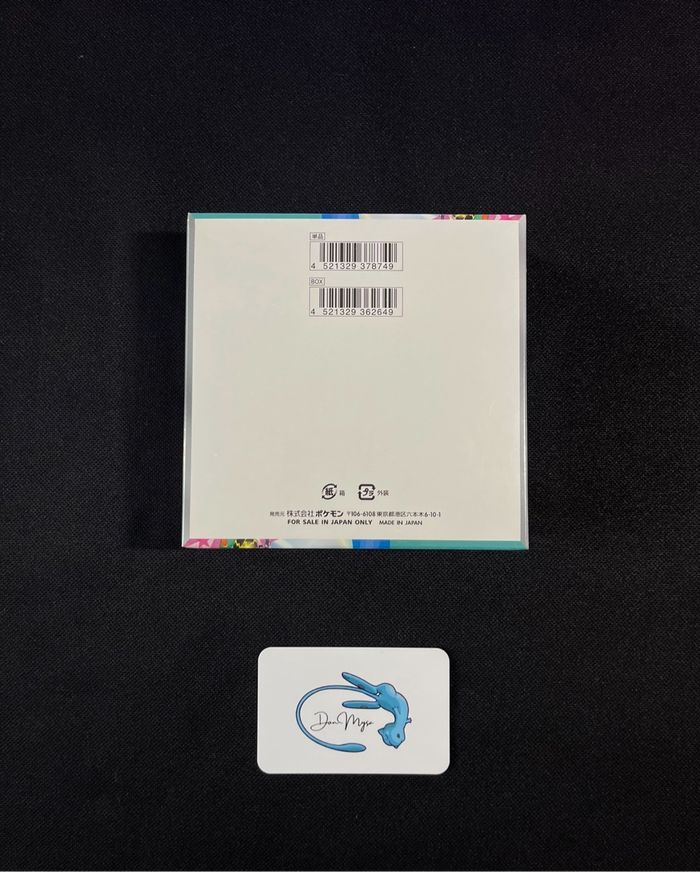 単品
4 521329 378749
BOX
4 521329 362649
紙 箱 プラ 外装
発売元 株式会社ポケモン 〒106-6108 東京都港区六本木6-10-1
FOR SALE IN JAPAN ONLY MADE IN JAPAN